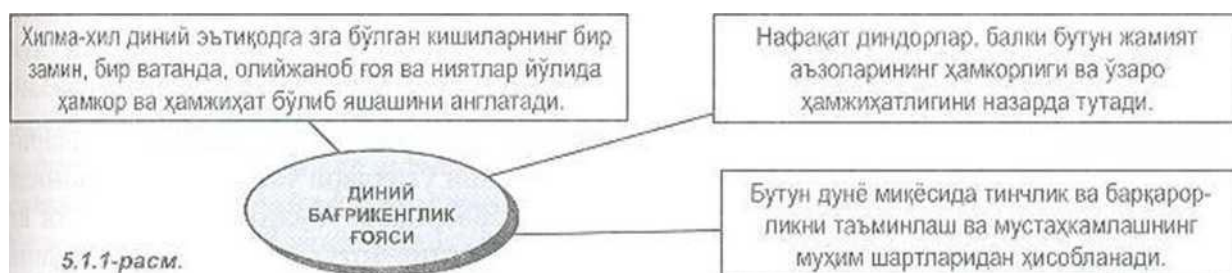 Хилма-хил диний эътиқодга эга бўлган кишиларнинг бир
замин, бир ватанда, олийжаноб ғоя ва ниятлар йўлида
ҳамкор ва ҳамжиҳат бўлиб яшашини англатади.
Нафақат диндорлар, балки бутун жамият
аъзоларининг ҳамкорлиги ва ўзаро
ҳамжиҳатлигини назарда тутади.
ДИНИЙ
БАҒРИКЕНГЛИК
ҒОЯСИ
Бутун дунё миқёсида тинчлик ва барқарор-
ликни таъминлаш ва мустаҳкамлашнинг
муҳим шартларидан ҳисобланади.
5.1.1-расм.